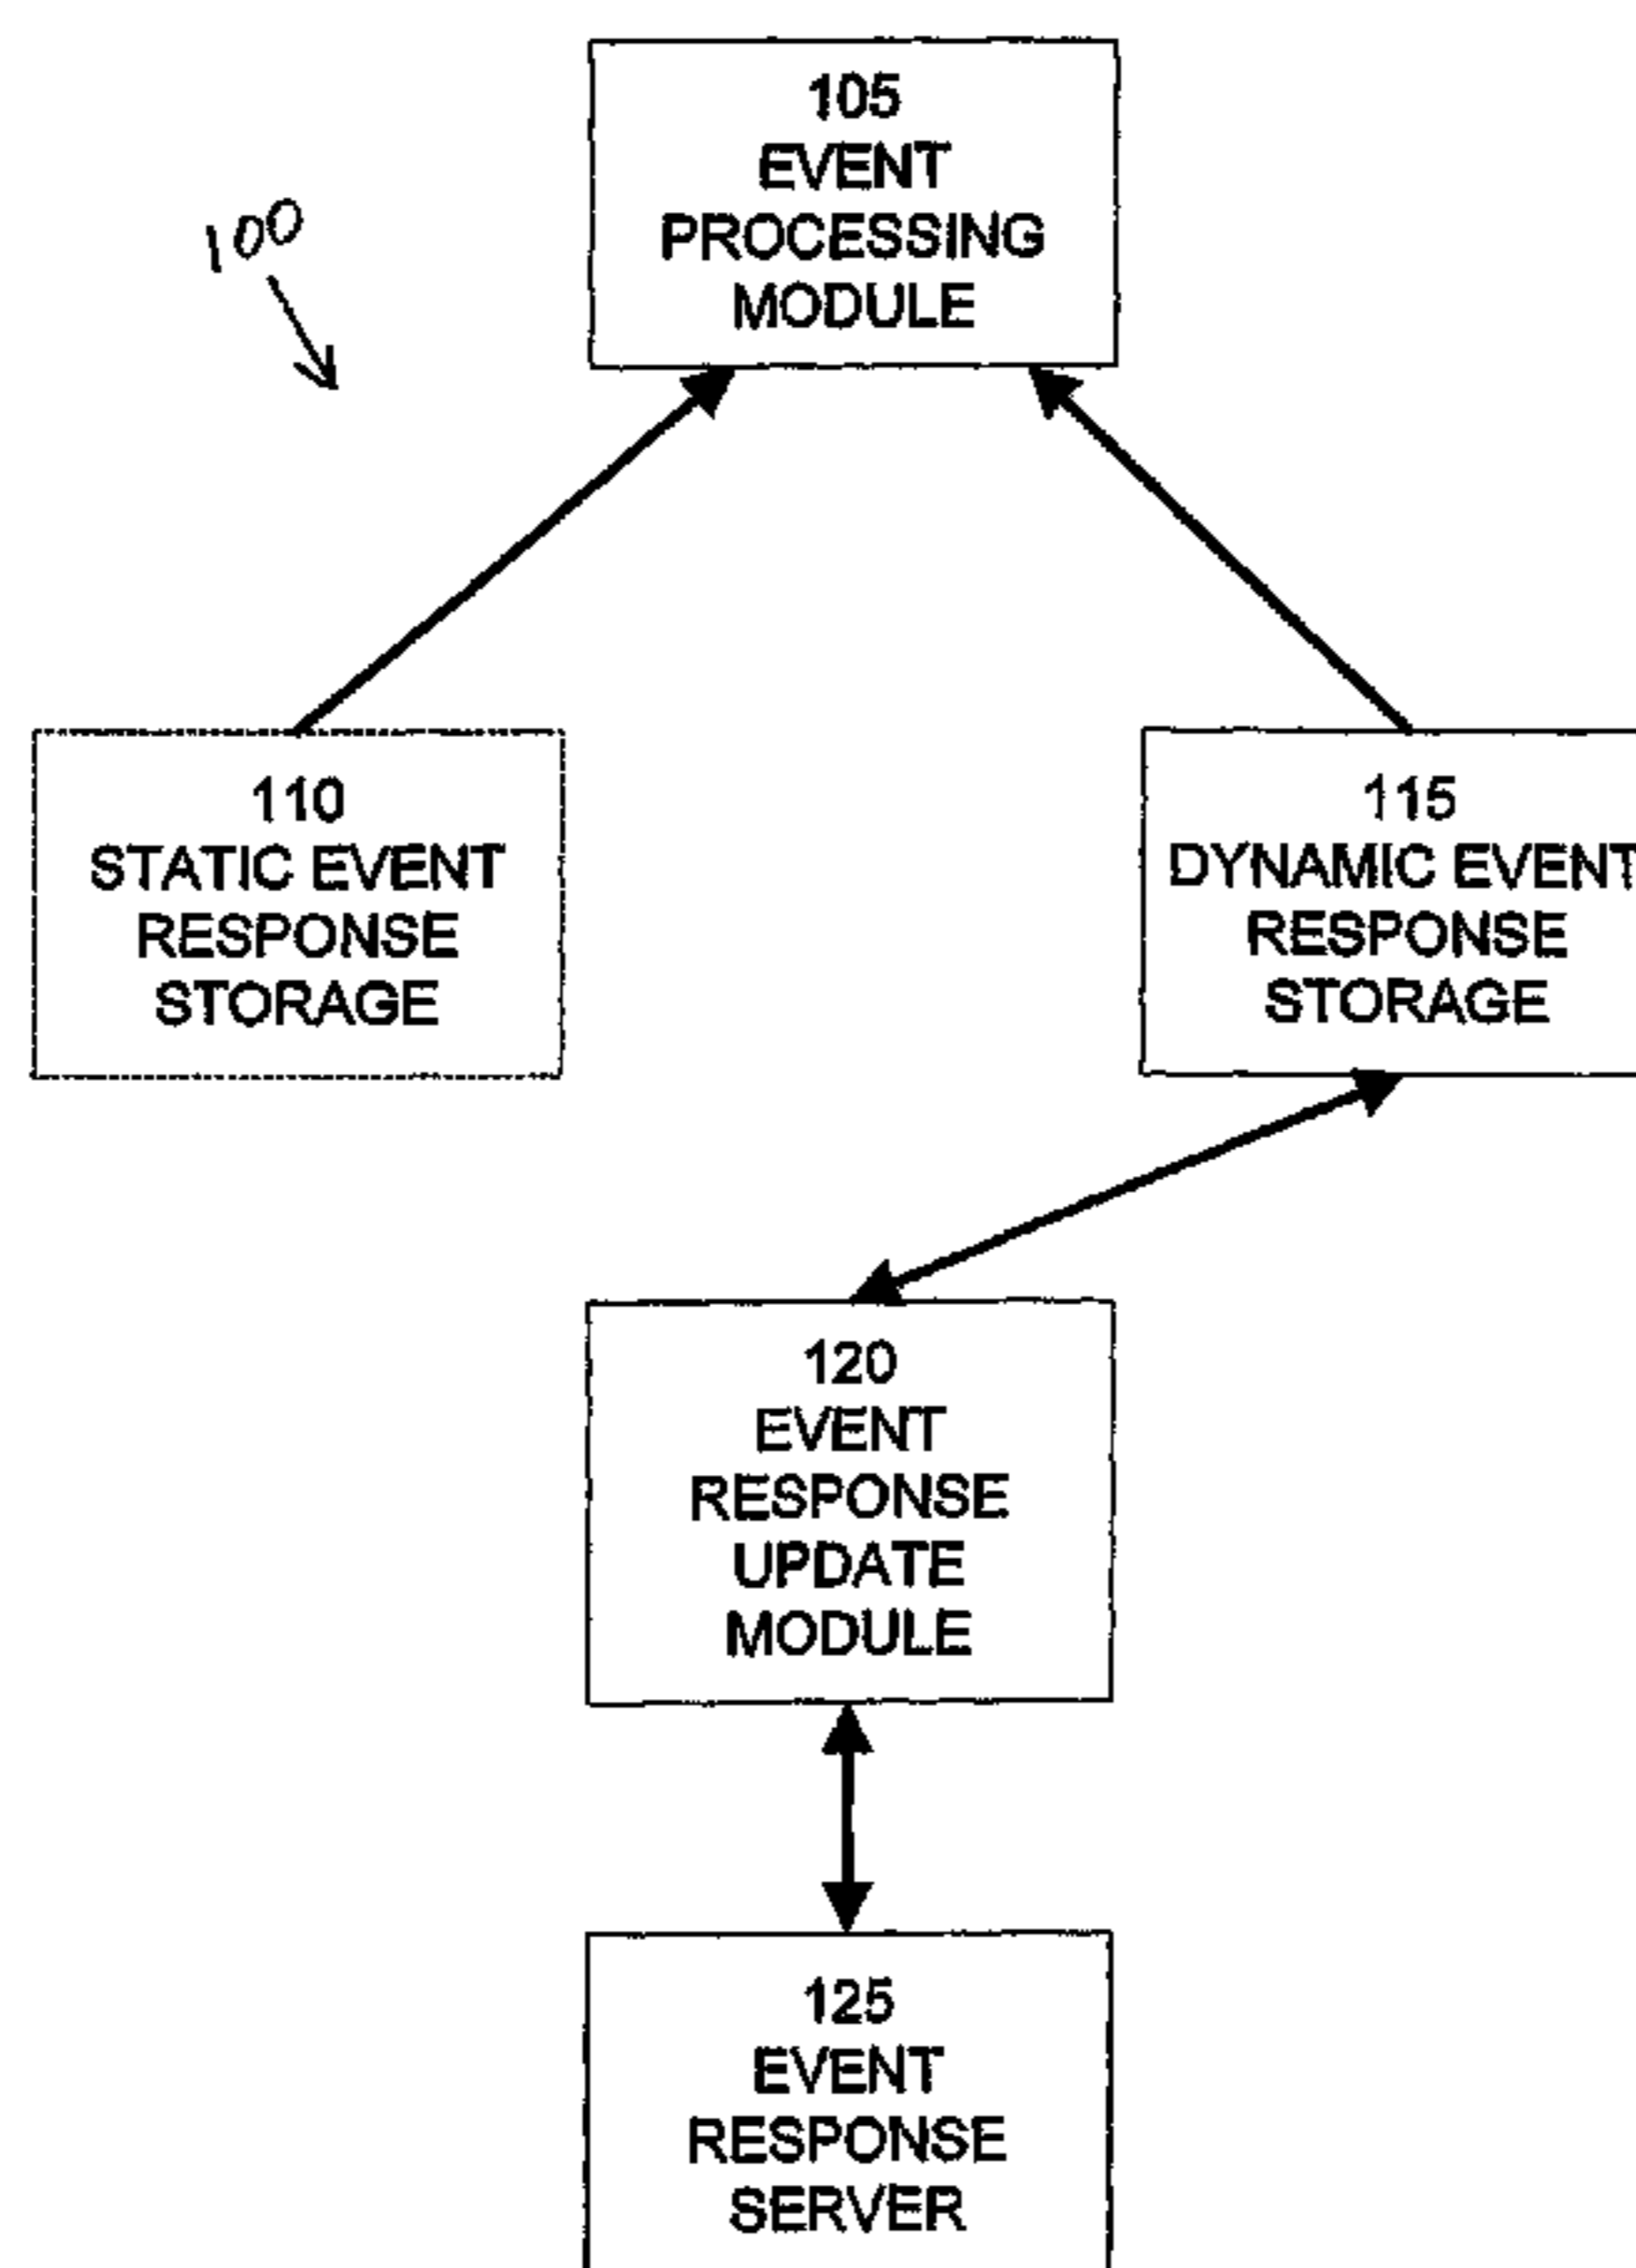 105
EVENT
PROCESSING
MODULE
100
110
STATIC EVENT
RESPONSE
STORAGE
115
DYNAMIC EVENT
RESPONSE
STORAGE
120
EVENT
RESPONSE
UPDATE
MODULE
125
EVENT
RESPONSE
SERVER